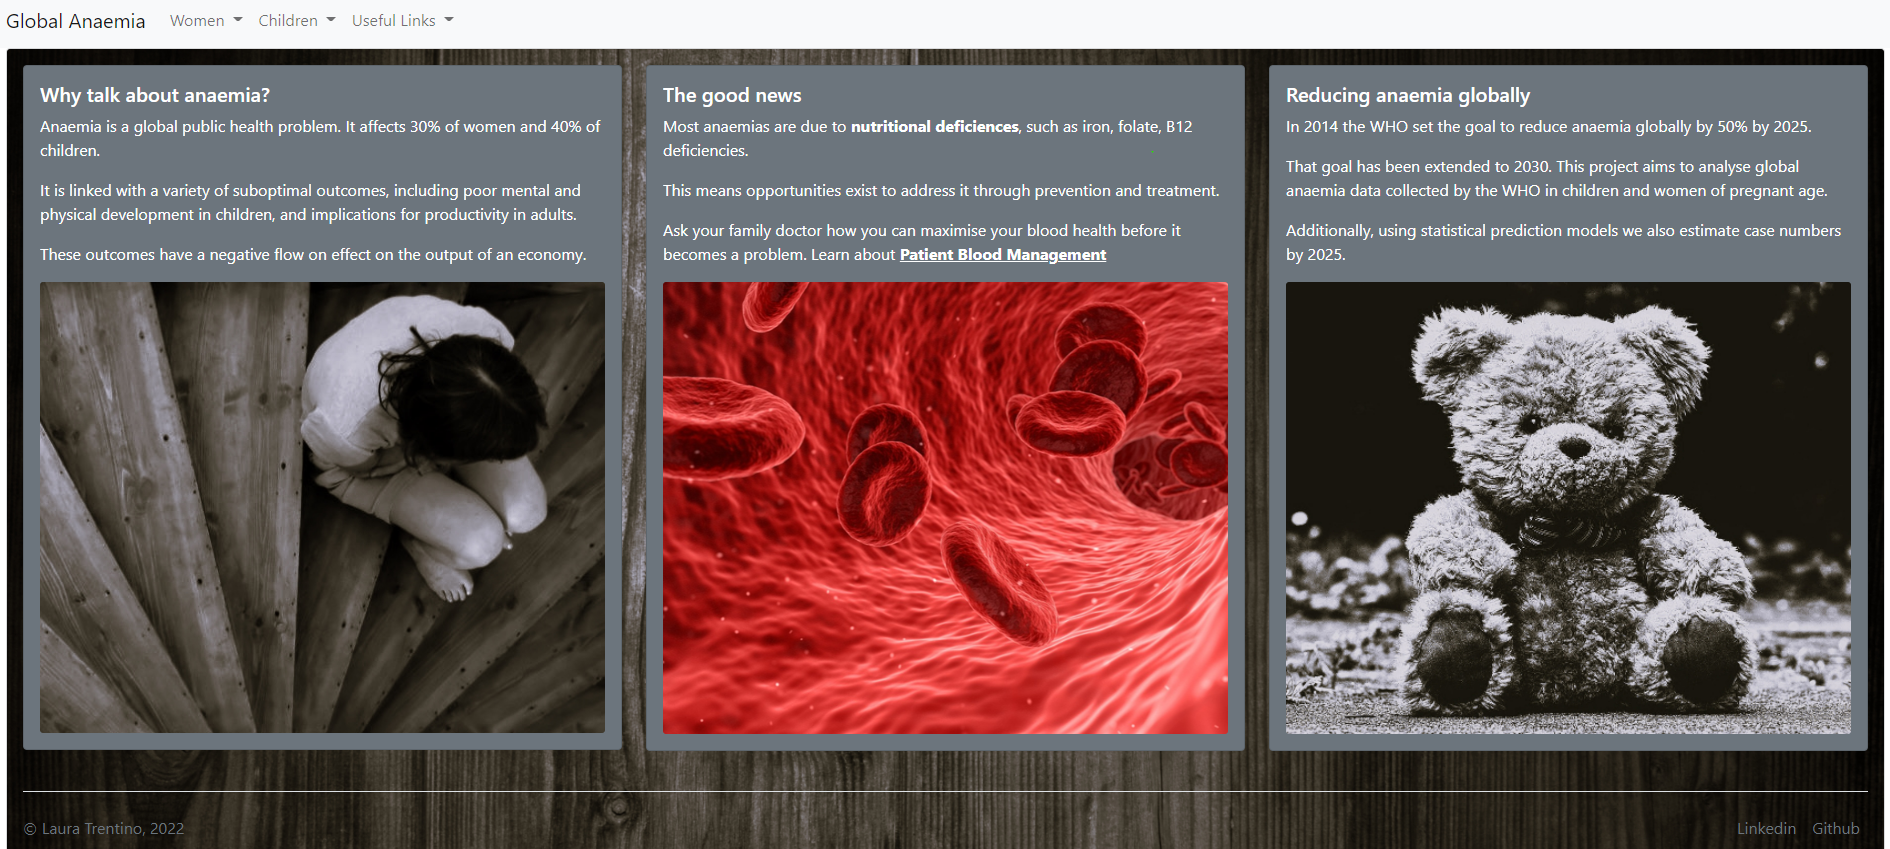 Global Anaemia Women Children Useful Links
Why talk about anaemia?
Anaemia is a global public health problem. It affects 30% of women and 40% of
children.
It is linked with a variety of suboptimal outcomes, including poor mental and
physical development in children, and implications for productivity in adults.
These outcomes have a negative flow on effect on the output of an economy.
The good news
Most anaemias are due to nutritional deficiences, such as iron, folate, B12
deficiencies.
This means opportunities exist to address it through prevention and treatment.
Ask your family doctor how you can maximise your blood health before it
becomes a problem. Learn about Patient Blood Management
Reducing anaemia globally
In 2014 the WHO set the goal to reduce anaemia globally by 50% by 2025.
That goal has been extended to 2030. This project aims to analyse global
anaemia data collected by the WHO in children and women of pregnant age.
Additionally, using statistical prediction models we also estimate case numbers
by 2025.
© Laura Trentino, 2022
Linkedin Github